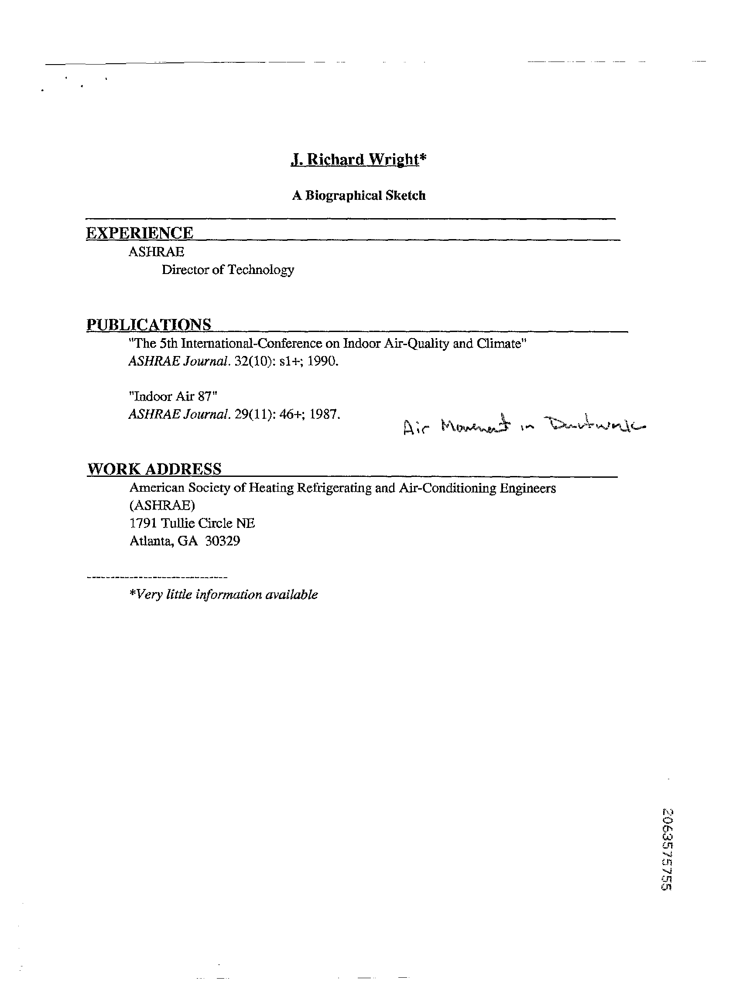 J. Richard Wright*
A Biographical Sketch
EXPERIENCE
ASHRAE
Director of Technology
PUBLICATIONS
"The 5th International-Conference on Indoor Air-Quality and Climate"
ASHRAE Journal. 32(10): s1+; 1990.
"Indoor Air 87"
ASHRAE Journal. 29(11): 46+; 1987.
Air Movement in Ductwork
WORK ADDRESS
American Society of Heating Refrigerating and Air-Conditioning Engineers
(ASHRAE)
1791 Tullie Circle NE
Atlanta, GA 30329
------------------------------
*Very little information available
2063575755